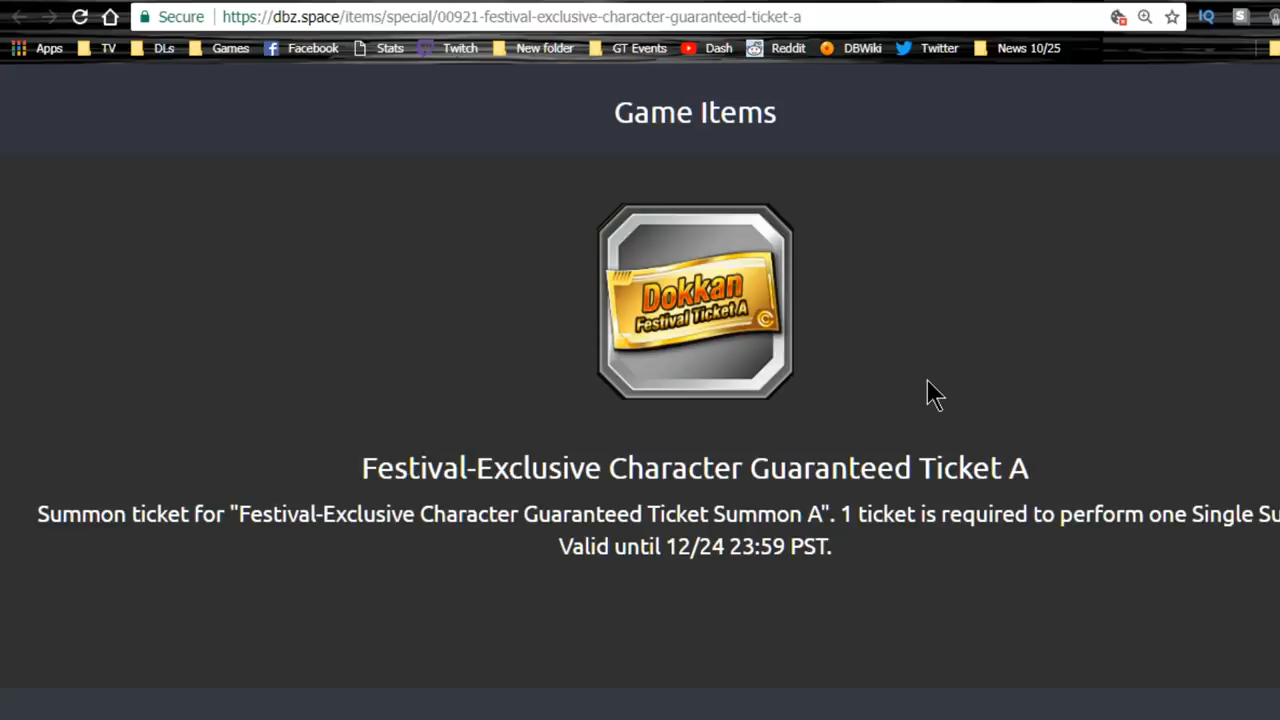 Secure https://dbz.space/items/special/00921-festival-exclusive-character-guaranteed-ticket-a IQ S
Apps TV DLs Games Facebook Stats Twitch New folder GT Events Dash Reddit DBWiki Twitter News 10/25
Game Items
Dokkan
Festival Ticket A
Festival-Exclusive Character Guaranteed Ticket A
Summon ticket for "Festival-Exclusive Character Guaranteed Ticket Summon A". 1 ticket is required to perform one Single Su
Valid until 12/24 23:59 PST.